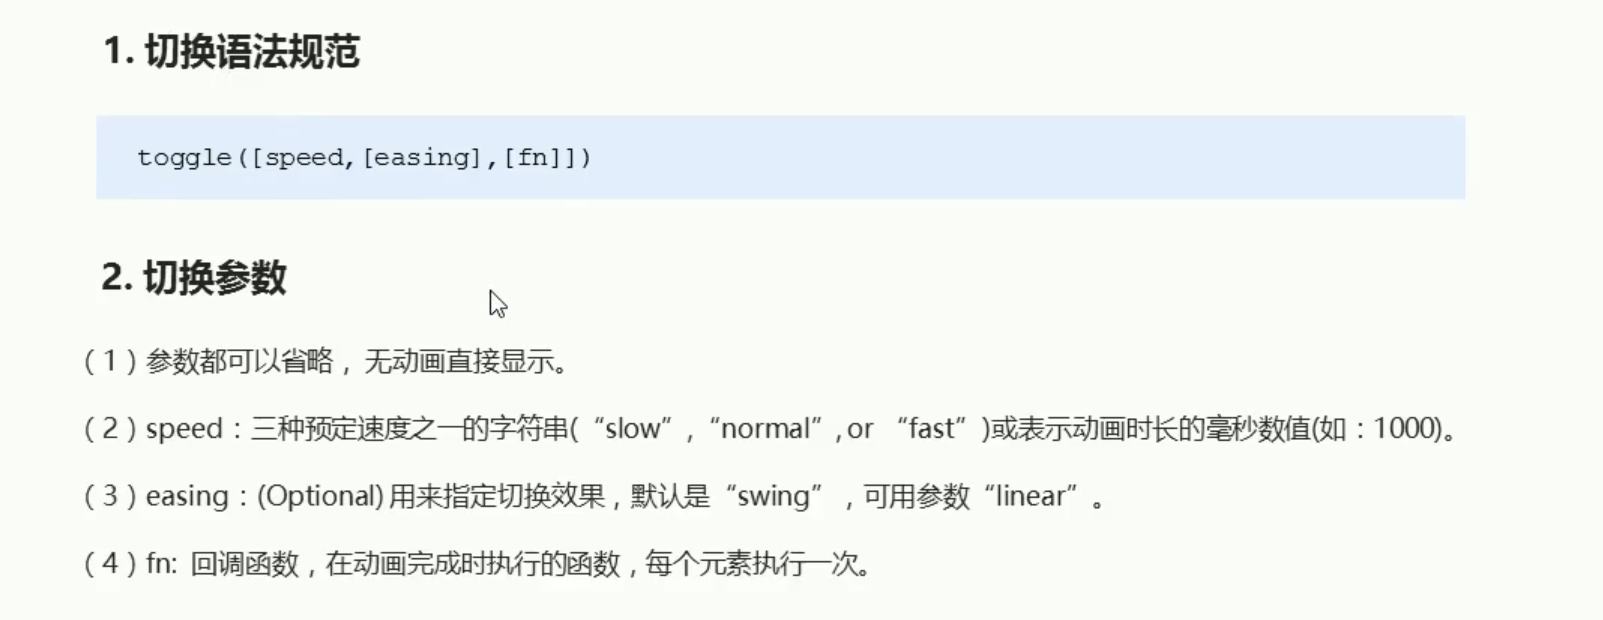 1. 切换语法规范
toggle([speed,[easing],[fn]])
2. 切换参数
（1）参数都可以省略，无动画直接显示。
（2）speed：三种预定速度之一的字符串(“slow”,“normal”, or “fast”)或表示动画时长的毫秒数值(如：1000)。
（3）easing：(Optional) 用来指定切换效果，默认是“swing”，可用参数“linear”。
（4）fn: 回调函数，在动画完成时执行的函数，每个元素执行一次。